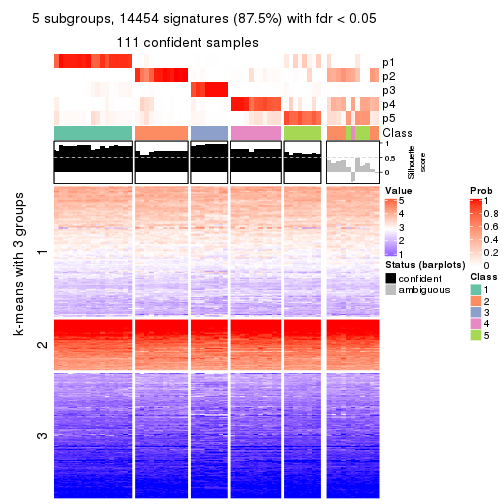 5 subgroups, 14454 signatures (87.5%) with fdr < 0.05
111 confident samples
p1
p2
p3
p4
p5
Class
1
0.5
0
Silhouette
score
k-means with 3 groups
1
2
3
Value
5
4
3
2
1
Status (barplots)
confident
ambiguous
Prob
1
0.8
0.6
0.4
0.2
0
Class
1
2
3
4
5